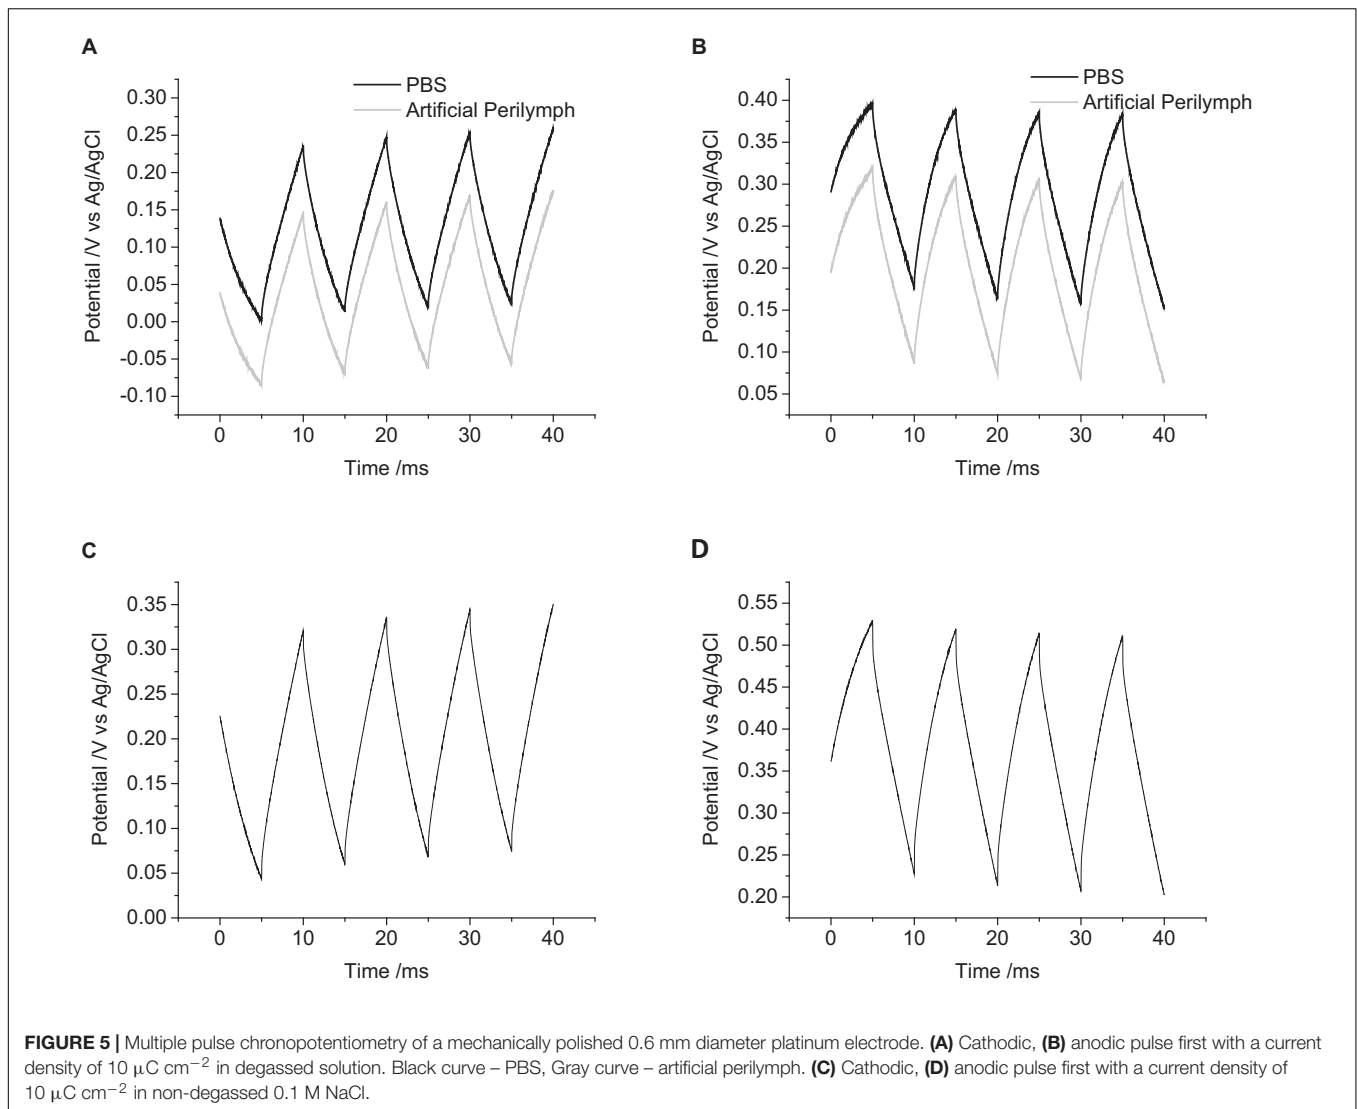 A
PBS
Artificial Perilymph
0.30
0.25
0.20
0.15
0.10
0.05
0.00
-0.05
-0.10
Potential /V vs Ag/AgCl
0 10 20 30 40
Time /ms
B
PBS
Artificial Perilymph
0.40
0.35
0.30
0.25
0.20
0.15
0.10
0.05
Potential /V vs Ag/AgCl
0 10 20 30 40
Time /ms
C
0.35
0.30
0.25
0.20
0.15
0.10
0.05
0.00
Potential /V vs Ag/AgCl
0 10 20 30 40
Time /ms
D
0.55
0.50
0.45
0.40
0.35
0.30
0.25
0.20
Potential /V vs Ag/AgCl
0 10 20 30 40
Time /ms
FIGURE 5 | Multiple pulse chronopotentiometry of a mechanically polished 0.6 mm diameter platinum electrode. (A) Cathodic, (B) anodic pulse first with a current
density of 10 μC cm⁻² in degassed solution. Black curve – PBS, Gray curve – artificial perilymph. (C) Cathodic, (D) anodic pulse first with a current density of
10 μC cm⁻² in non-degassed 0.1 M NaCl.